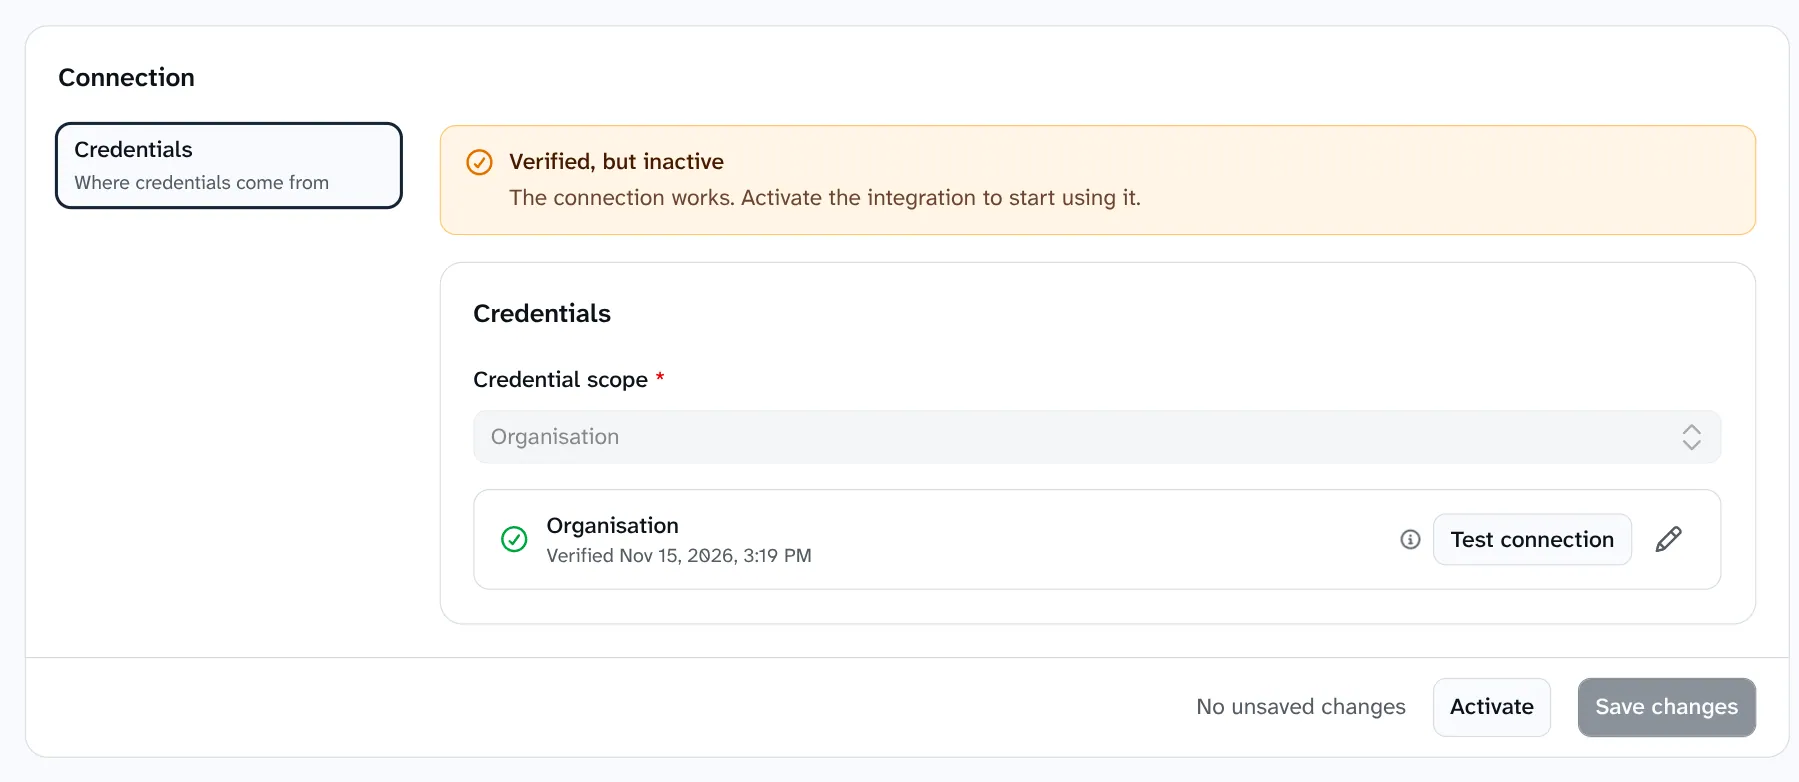 Connection
Credentials
Where credentials come from
Verified, but inactive
The connection works. Activate the integration to start using it.
Credentials
Credential scope *
Organisation
Organisation
Verified Nov 15, 2026, 3:19 PM
Test connection
No unsaved changes
Activate
Save changes